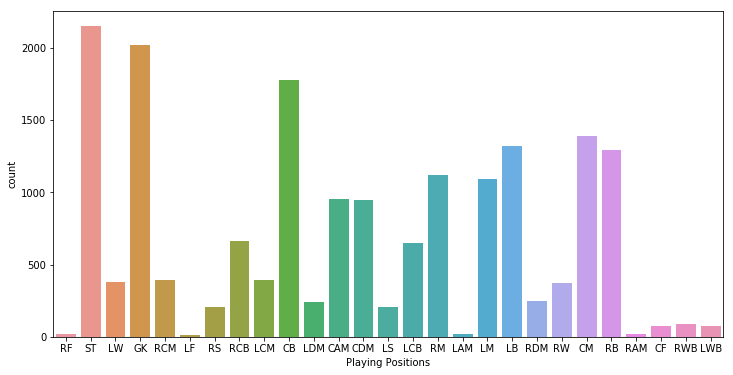 2000
1500
1000
500
0
count
RF ST LW GK RCM LF RS RCB LCM CB LDM CAM CDM LS LCB RM LAM LM LB RDM RW CM RB RAM CF RWB LWB
Playing Positions